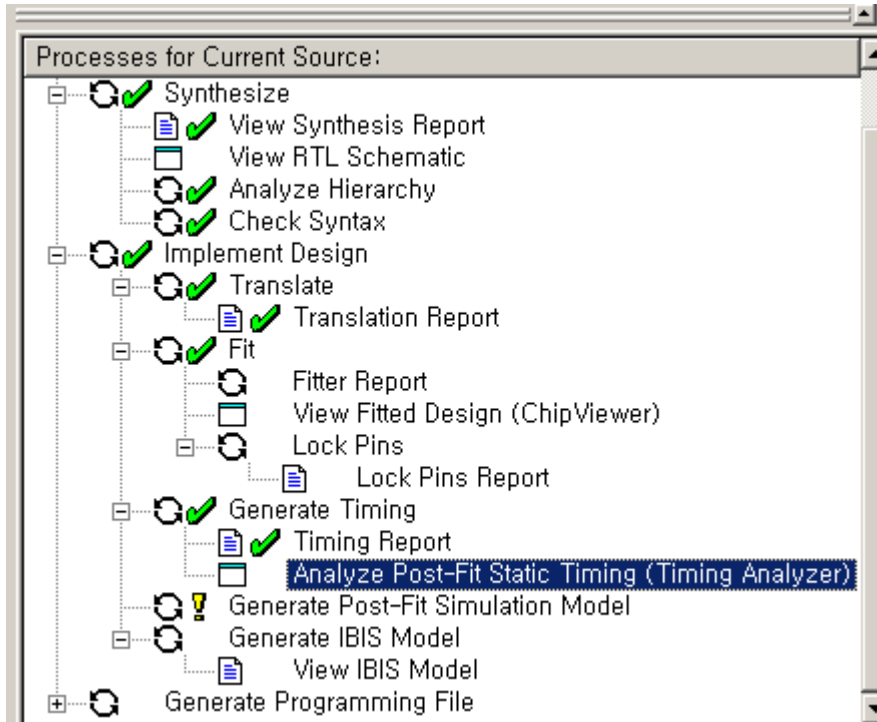 Processes for Current Source:
Synthesize
View Synthesis Report
View RTL Schematic
Analyze Hierarchy
Check Syntax
Implement Design
Translate
Translation Report
Fit
Fitter Report
View Fitted Design (ChipViewer)
Lock Pins
Lock Pins Report
Generate Timing
Timing Report
Analyze Post-Fit Static Timing (Timing Analyzer)
Generate Post-Fit Simulation Model
Generate IBIS Model
View IBIS Model
Generate Programming File